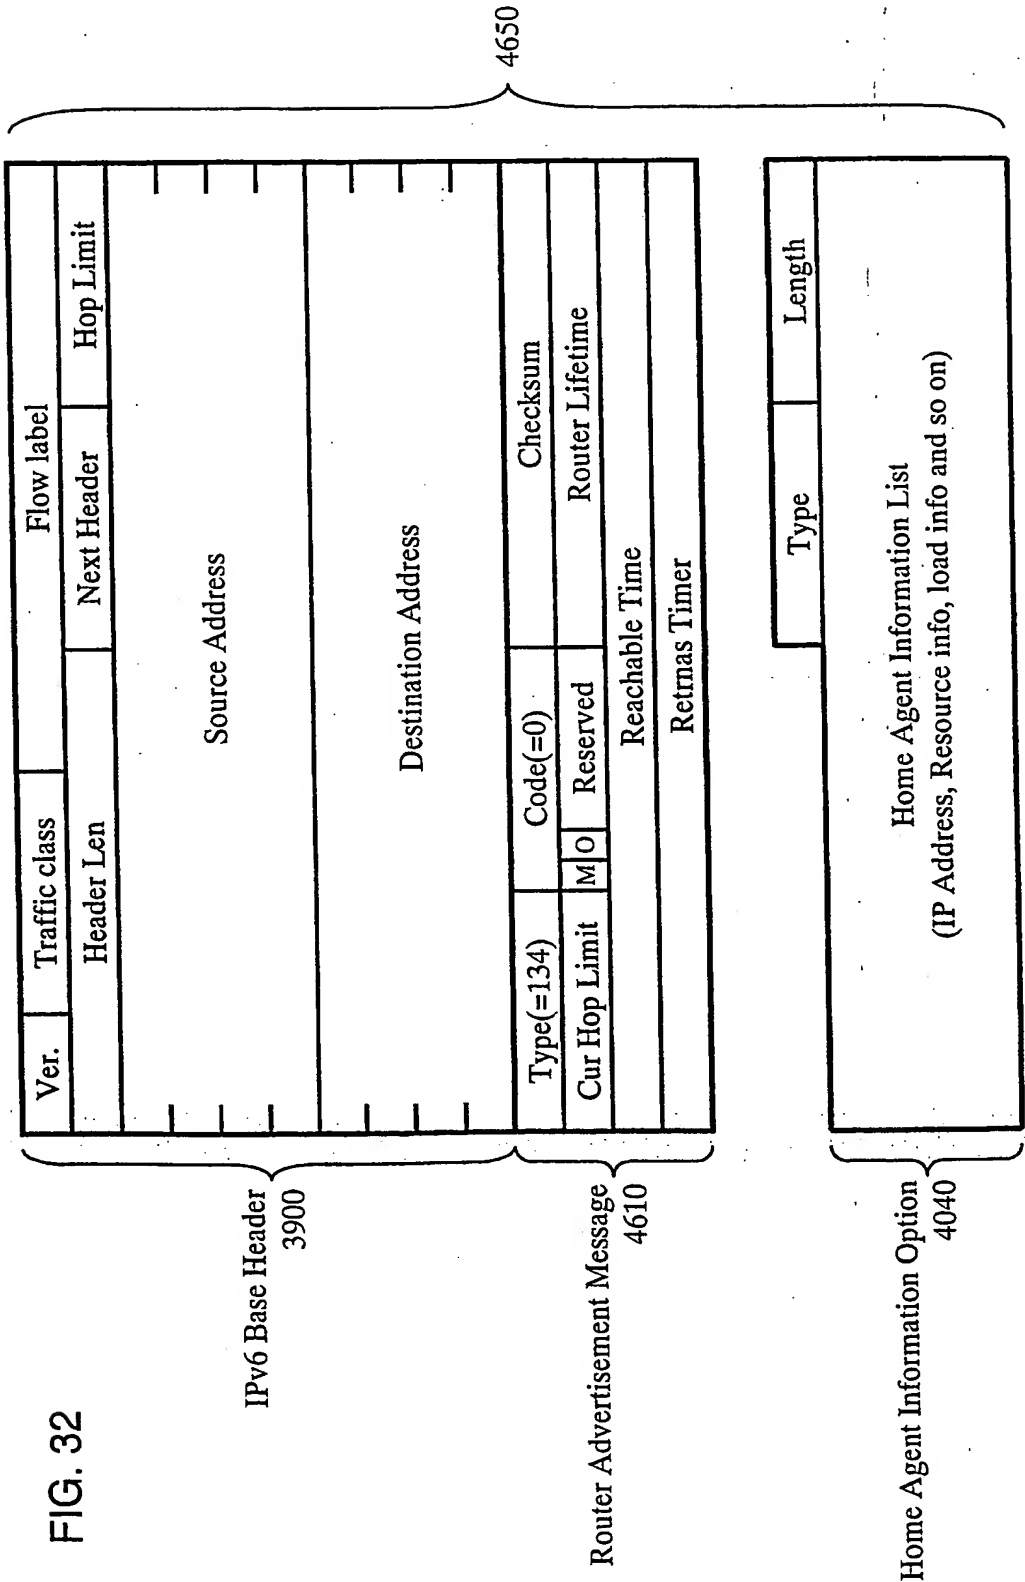 FIG. 32
4650
IPv6 Base Header
3900
Ver.
Traffic class
Flow label
Header Len
Next Header
Hop Limit
Source Address
Destination Address
Router Advertisement Message
4610
Type(=134)
Code(=0)
Checksum
Cur Hop Limit
M
O
Reserved
Router Lifetime
Reachable Time
Retrnas Timer
Home Agent Information Option
4040
Type
Length
Home Agent Information List
(IP Address, Resource info, load info and so on)